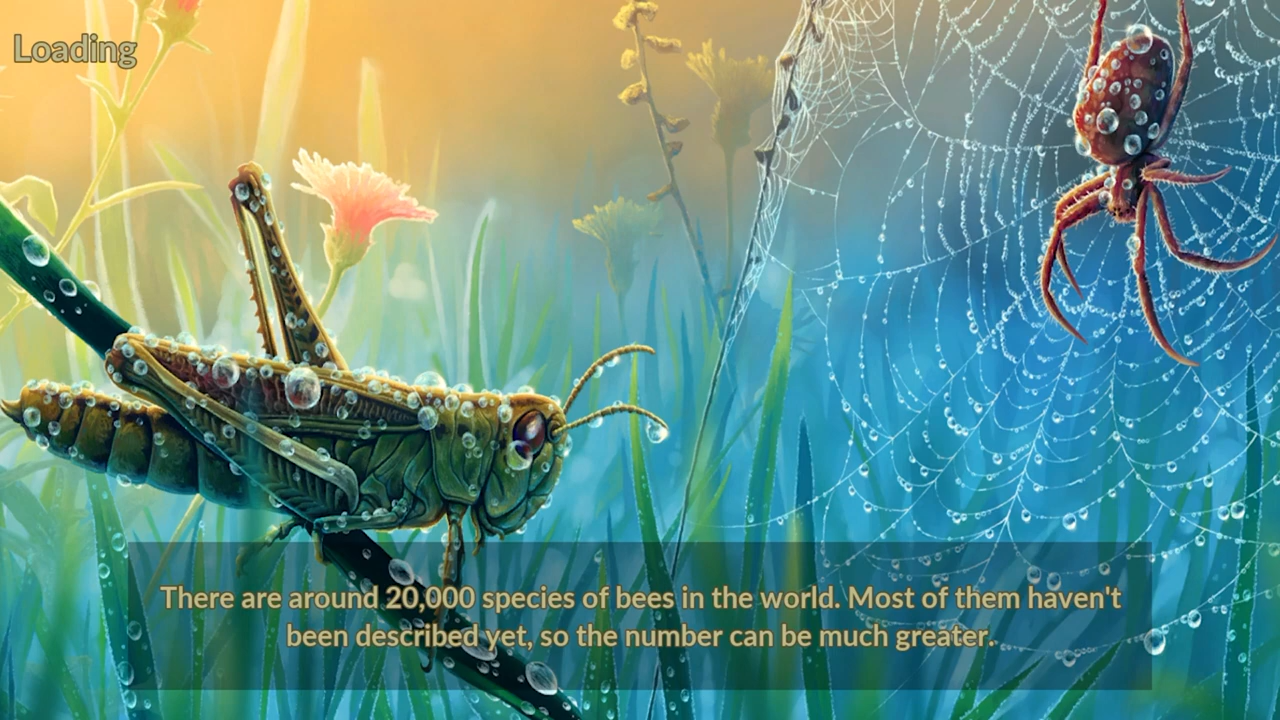 Loading
There are around 20,000 species of bees in the world. Most of them haven't
been described yet, so the number can be much greater.